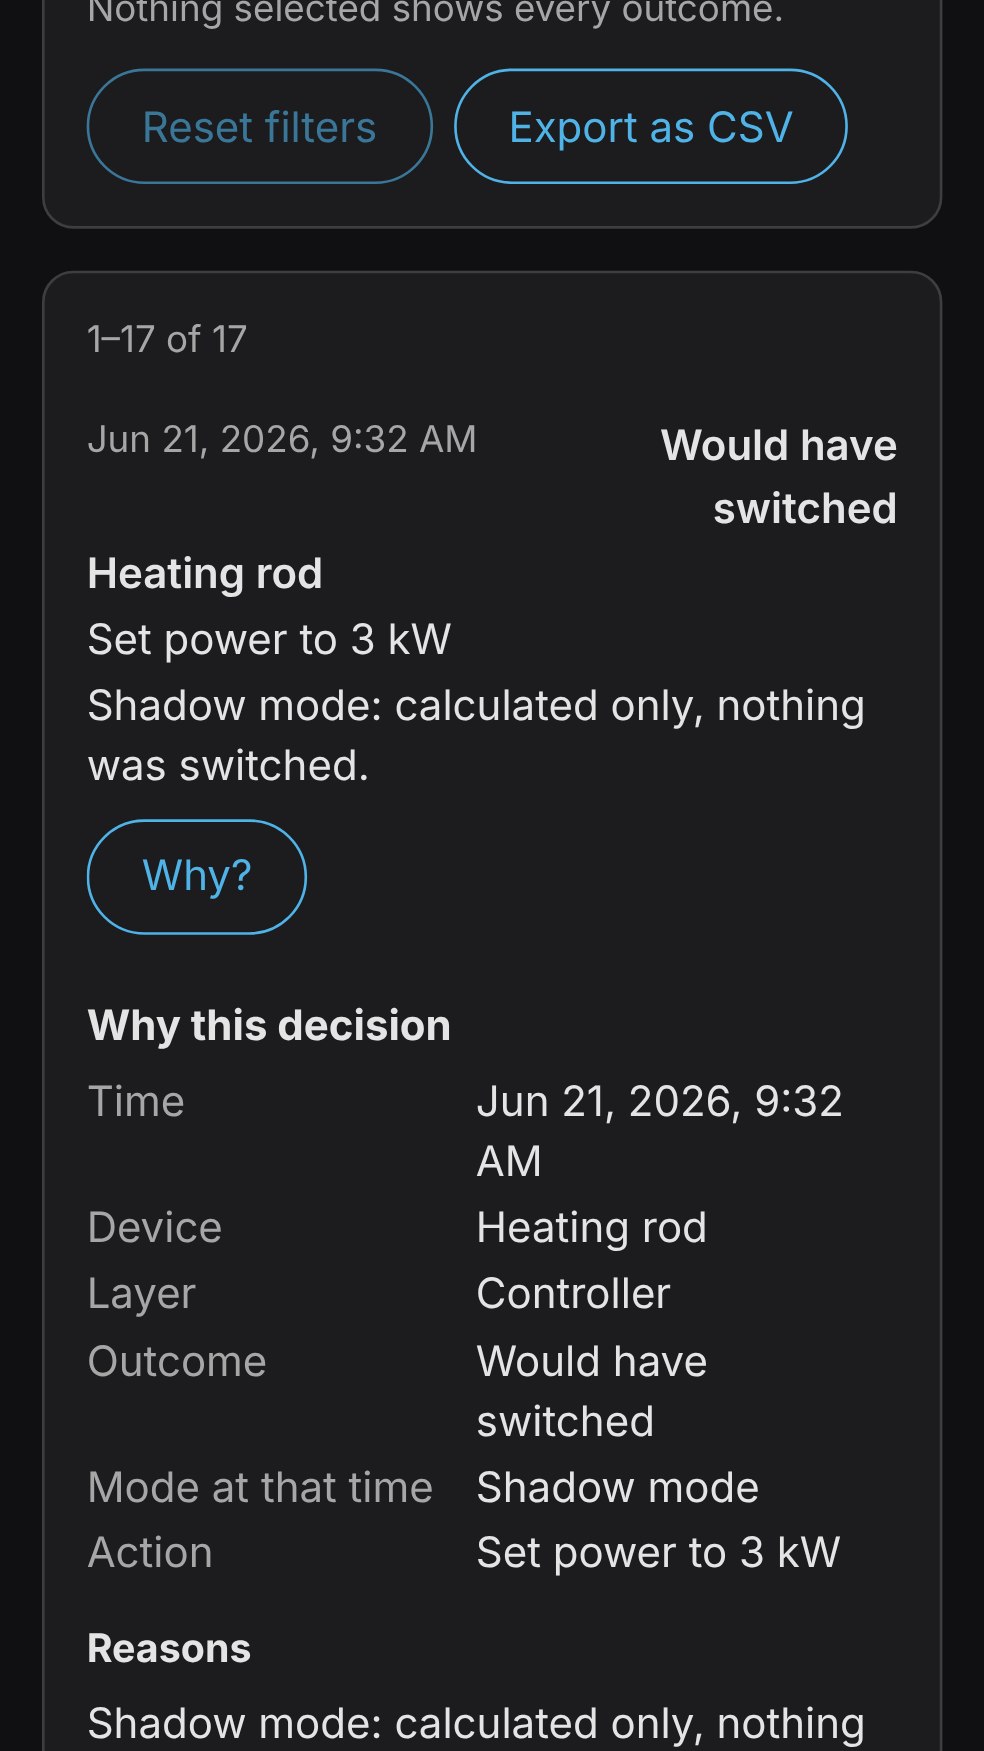 Nothing selected shows every outcome.
Reset filters
Export as CSV
1–17 of 17
Jun 21, 2026, 9:32 AM
Would have
switched
Heating rod
Set power to 3 kW
Shadow mode: calculated only, nothing
was switched.
Why?
Why this decision
Time
Jun 21, 2026, 9:32
AM
Device
Heating rod
Layer
Controller
Outcome
Would have
switched
Mode at that time
Shadow mode
Action
Set power to 3 kW
Reasons
Shadow mode: calculated only, nothing